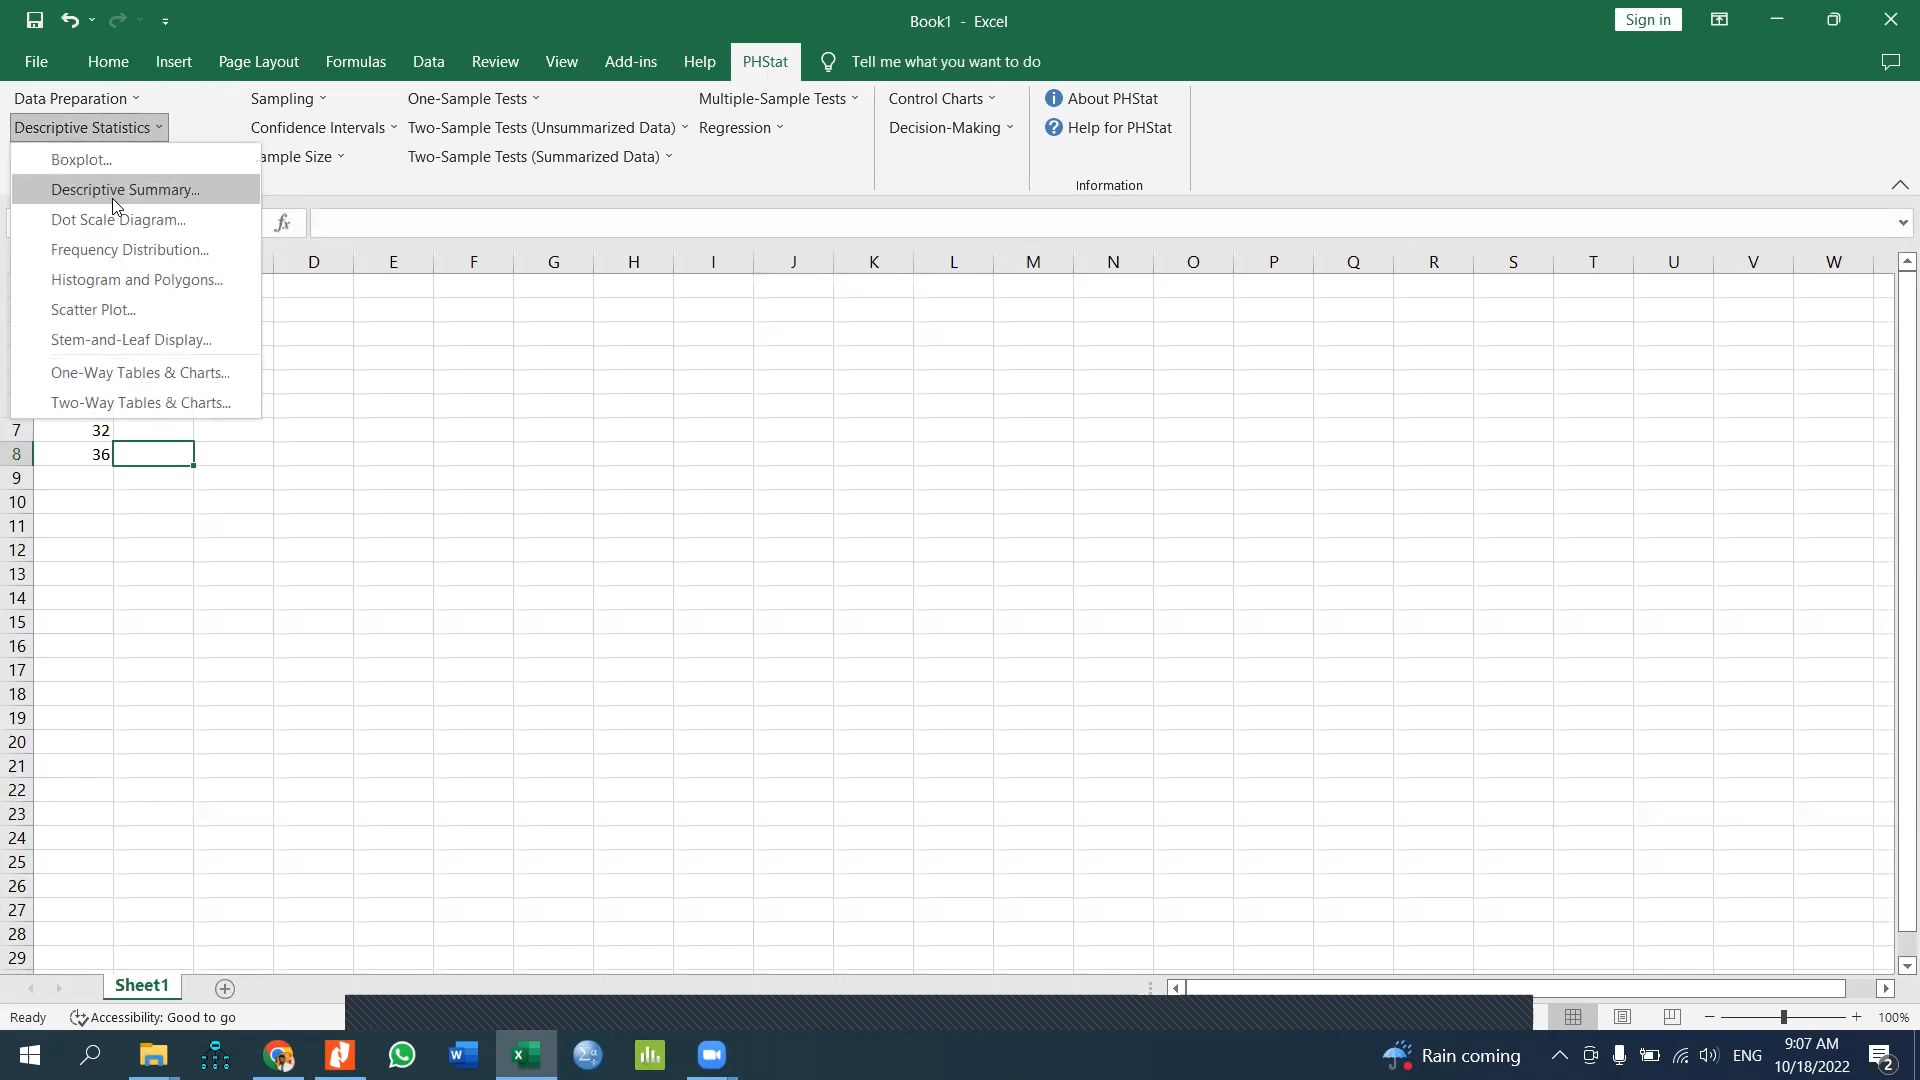 Book1 - Excel
Sign in
File Home Insert Page Layout Formulas Data Review View Add-ins Help PHStat Tell me what you want to do
Data Preparation Sampling One-Sample Tests Multiple-Sample Tests Control Charts About PHStat
Descriptive Statistics Confidence Intervals Two-Sample Tests (Unsummarized Data) Regression Decision-Making Help for PHStat
ample Size Two-Sample Tests (Summarized Data)
Information
Boxplot...
Descriptive Summary...
Dot Scale Diagram...
Frequency Distribution...
Histogram and Polygons...
Scatter Plot...
Stem-and-Leaf Display...
One-Way Tables & Charts...
Two-Way Tables & Charts...
fx
D E F G H I J K L M N O P Q R S T U V W
7 32
8 36
9
10
11
12
13
14
15
16
17
18
19
20
21
22
23
24
25
26
27
28
29
Sheet1
Ready Accessibility: Good to go 100%
Rain coming ENG 9:07 AM
10/18/2022 2